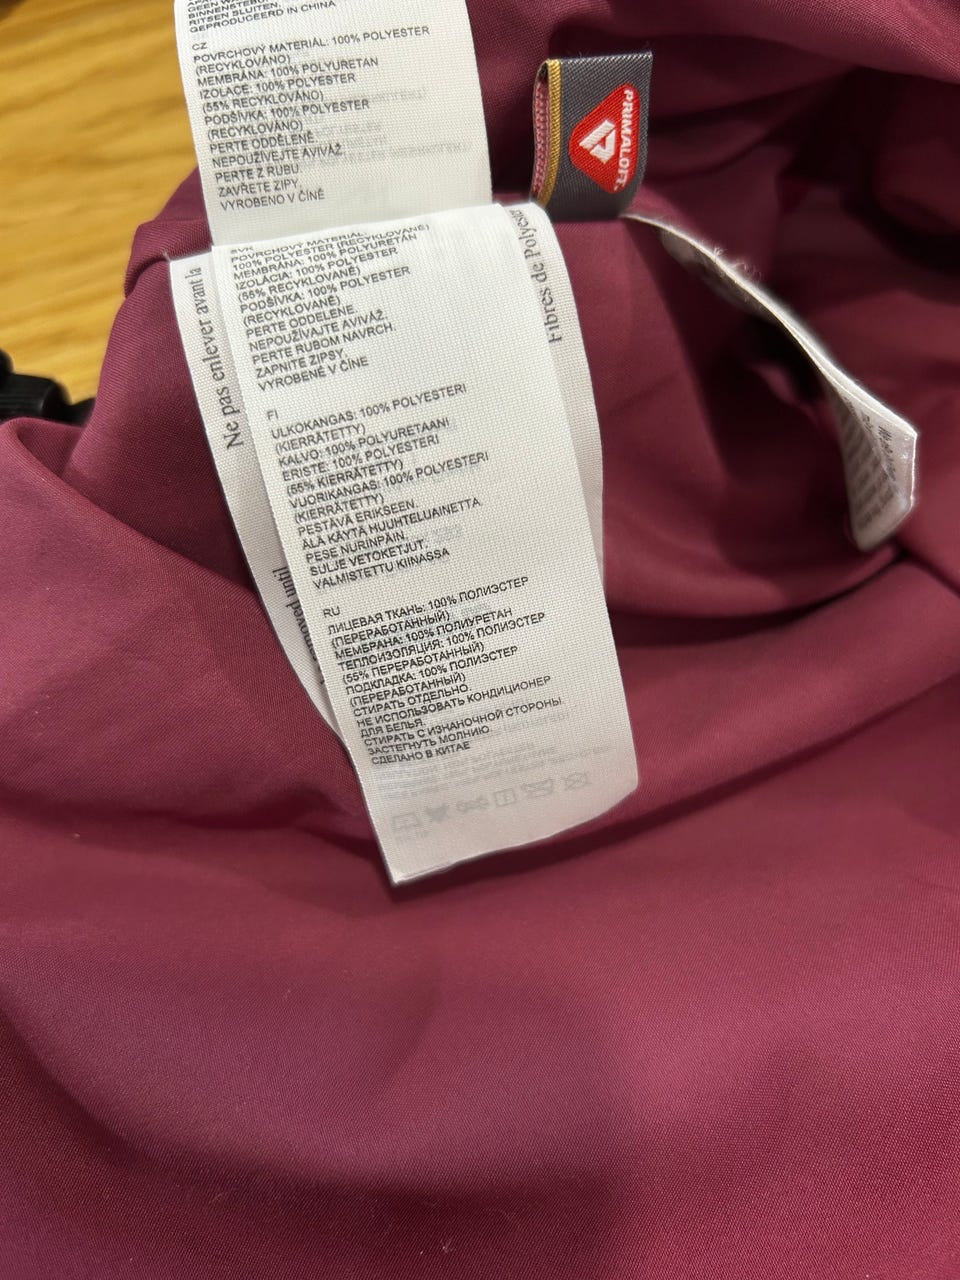 BINNENSTEBU
RITSEN SLUITEN.
GEPRODUCEERD IN CHINA
CZ
POVRCHOVÝ MATERIÁL: 100% POLYESTER
(RECYKLOVÁNO)
MEMBRÁNA: 100% POLYURETAN
IZOLACE: 100% POLYESTER
(55% RECYKLOVÁNO)
PODŠÍVKA: 100% POLYESTER
(RECYKLOVÁNO)
PERTE ODDĚLENĚ
NEPOUŽÍVEJTE AVIVÁŽ
PERTE Z RUBU.
ZAVŘETE ZIPY.
VYROBENO V ČÍNĚ
PRIMALOFT
SVK
POVRCHOVÝ MATERIÁL:
100% POLYESTER (RECYKLOVANÉ)
MEMBRÁNA: 100% POLYURETÁN
IZOLÁCIA: 100% POLYESTER
(55% RECYKLOVANÉ)
PODŠÍVKA: 100% POLYESTER
(RECYKLOVANÉ)
PERTE ODDELENE.
NEPOUŽÍVAJTE AVIVÁŽ.
PERTE RUBOM NAVRCH.
ZAPNITE ZIPSY.
VYROBENÉ V ČÍNE
FI
ULKOKANGAS: 100% POLYESTERI
(KIERRÄTETTY)
KALVO: 100% POLYURETAANI
ERISTE: 100% POLYESTERI
(55% KIERRÄTETTY)
VUORIKANGAS: 100% POLYESTERI
(KIERRÄTETTY)
PESTÄVÄ ERIKSEEN.
ÄLÄ KÄYTÄ HUUHTELUAINETTA
PESE NURINPÄIN.
SULJE VETOKETJUT.
VALMISTETTU KIINASSA
RU
ЛИЦЕВАЯ ТКАНЬ: 100% ПОЛИЭСТЕР
(ПЕРЕРАБОТАННЫЙ)
МЕМБРАНА: 100% ПОЛИУРЕТАН
ТЕПЛОИЗОЛЯЦИЯ: 100% ПОЛИЭСТЕР
(55% ПЕРЕРАБОТАННЫЙ)
ПОДКЛАДКА: 100% ПОЛИЭСТЕР
(ПЕРЕРАБОТАННЫЙ)
СТИРАТЬ ОТДЕЛЬНО.
НЕ ИСПОЛЬЗОВАТЬ КОНДИЦИОНЕР
ДЛЯ БЕЛЬЯ.
СТИРАТЬ С ИЗНАНОЧНОЙ СТОРОНЫ.
ЗАСТЕГНУТЬ МОЛНИЮ.
СДЕЛАНО В КИТАЕ
Ne pas enlever avant la
Fibres de Polyeste
until